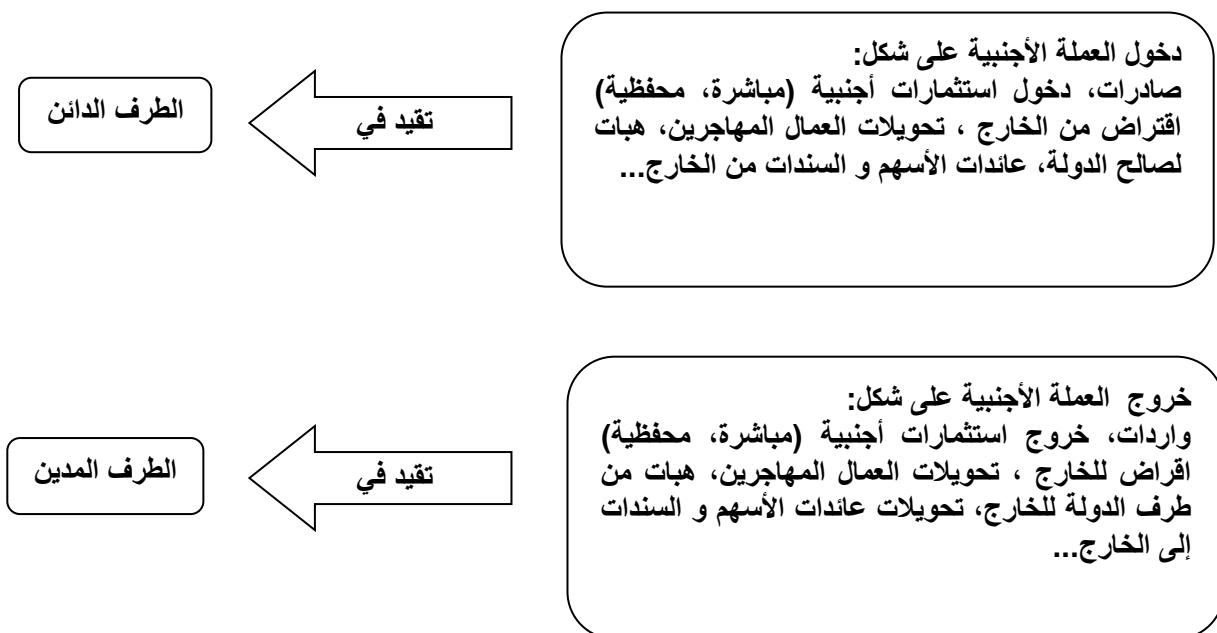 دخول العملة الأجنبية على شكل:
صادرات، دخول استثمارات أجنبية (مباشرة، محفظية)
اقتراض من الخارج ، تحويلات العمال المهاجرين، هبات
لصالح الدولة، عائدات الأسهم و السندات من الخارج...
تقيد في
الطرف الدائن
خروج العملة الأجنبية على شكل:
واردات، خروج استثمارات أجنبية (مباشرة، محفظية)
اقراض للخارج ، تحويلات العمال المهاجرين، هبات من
طرف الدولة للخارج، تحويلات عائدات الأسهم و السندات
إلى الخارج...
تقيد في
الطرف المدين